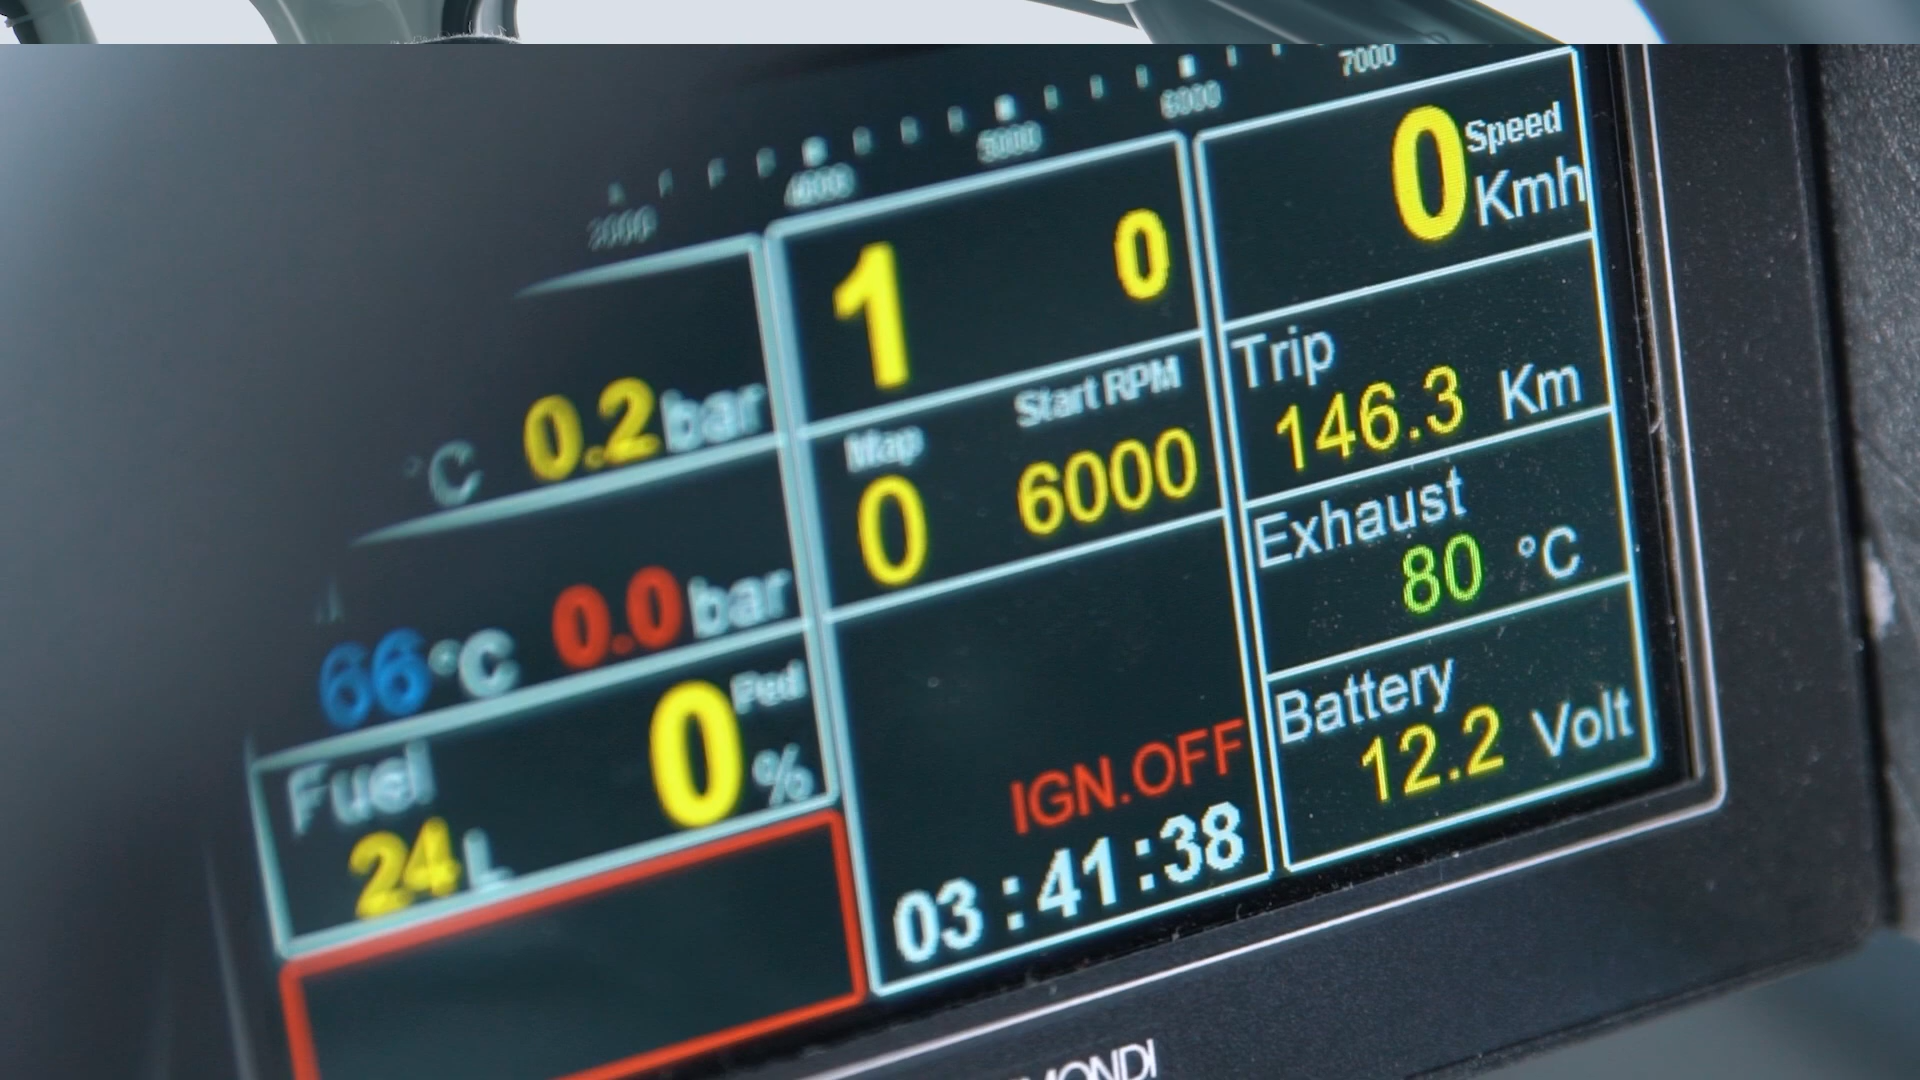 3000 4000 5000 6000 7000
°C 0.2 bar
66 °C 0.0 bar
Fuel 0 Ped
24 L %
1 0
Map Start RPM
0 6000
IGN.OFF
03:41:38
0 Speed
Kmh
Trip
146.3 Km
Exhaust
80 °C
Battery
12.2 Volt
MONDI